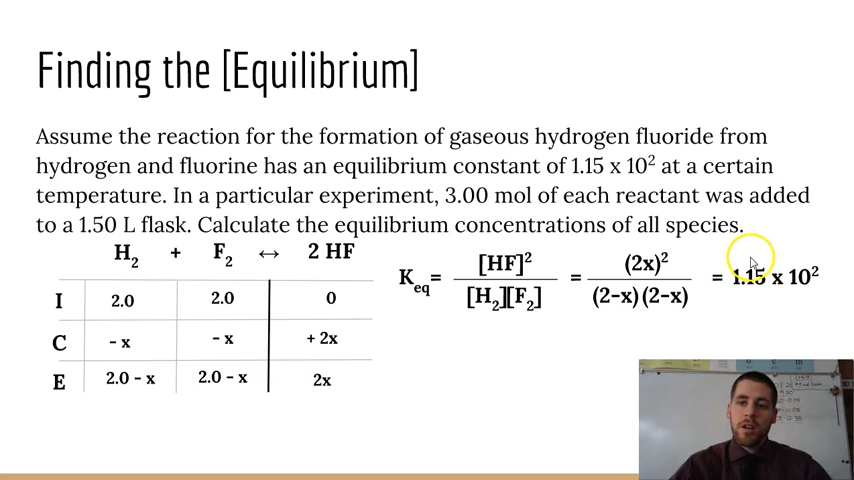 Finding the [Equilibrium]
Assume the reaction for the formation of gaseous hydrogen fluoride from
hydrogen and fluorine has an equilibrium constant of 1.15 x 10² at a certain
temperature. In a particular experiment, 3.00 mol of each reactant was added
to a 1.50 L flask. Calculate the equilibrium concentrations of all species.
H₂ + F₂ ↔ 2 HF
I 2.0 2.0 0
C - x - x + 2x
E 2.0 - x 2.0 - x 2x
Keq = [HF]² / [H₂][F₂] = (2x)² / (2-x)(2-x) = 1.15 x 10²